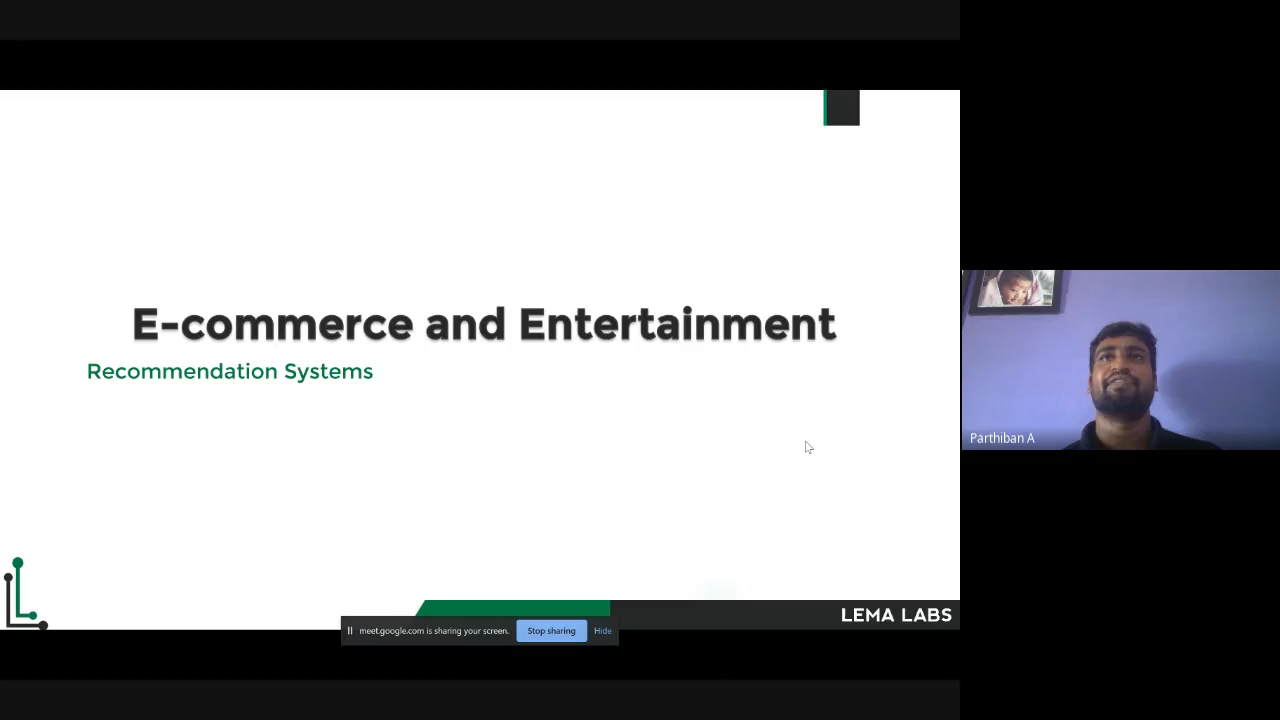 E-commerce and Entertainment
Recommendation Systems
Parthiban A
LEMA LABS
meet.google.com is sharing your screen.
Stop sharing
Hide